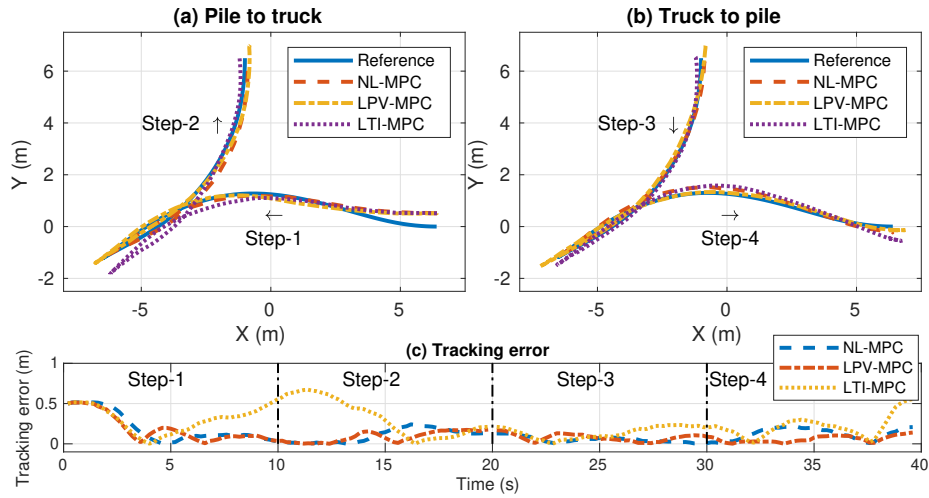 (a) Pile to truck
Y (m)
6
4
2
0
-2
-5
0
5
X (m)
Reference
NL-MPC
LPV-MPC
LTI-MPC
Step-2 ↑
←
Step-1
(b) Truck to pile
Y (m)
6
4
2
0
-2
-5
0
5
X (m)
Reference
NL-MPC
LPV-MPC
LTI-MPC
Step-3 ↓
→
Step-4
(c) Tracking error
Tracking error (m)
1
0.5
0
Step-1
Step-2
Step-3
Step-4
NL-MPC
LPV-MPC
LTI-MPC
0
5
10
15
20
25
30
35
40
Time (s)